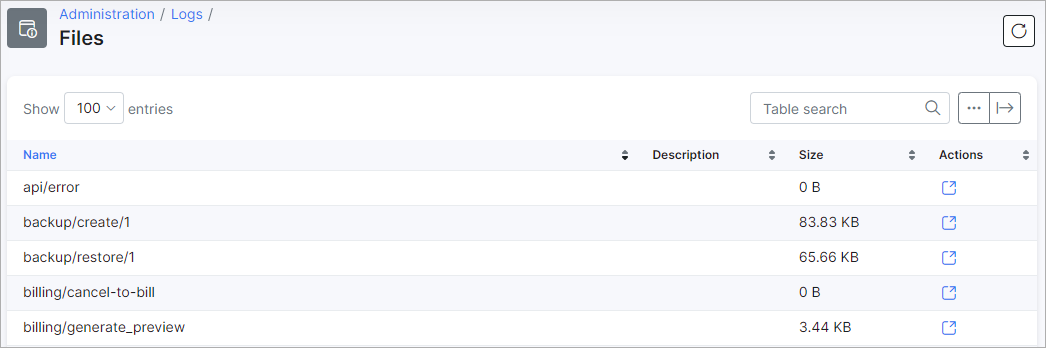 Administration / Logs /
Files
Show 100 entries
Table search
Name Description Size Actions
api/error 0 B
backup/create/1 83.83 KB
backup/restore/1 65.66 KB
billing/cancel-to-bill 0 B
billing/generate_preview 3.44 KB